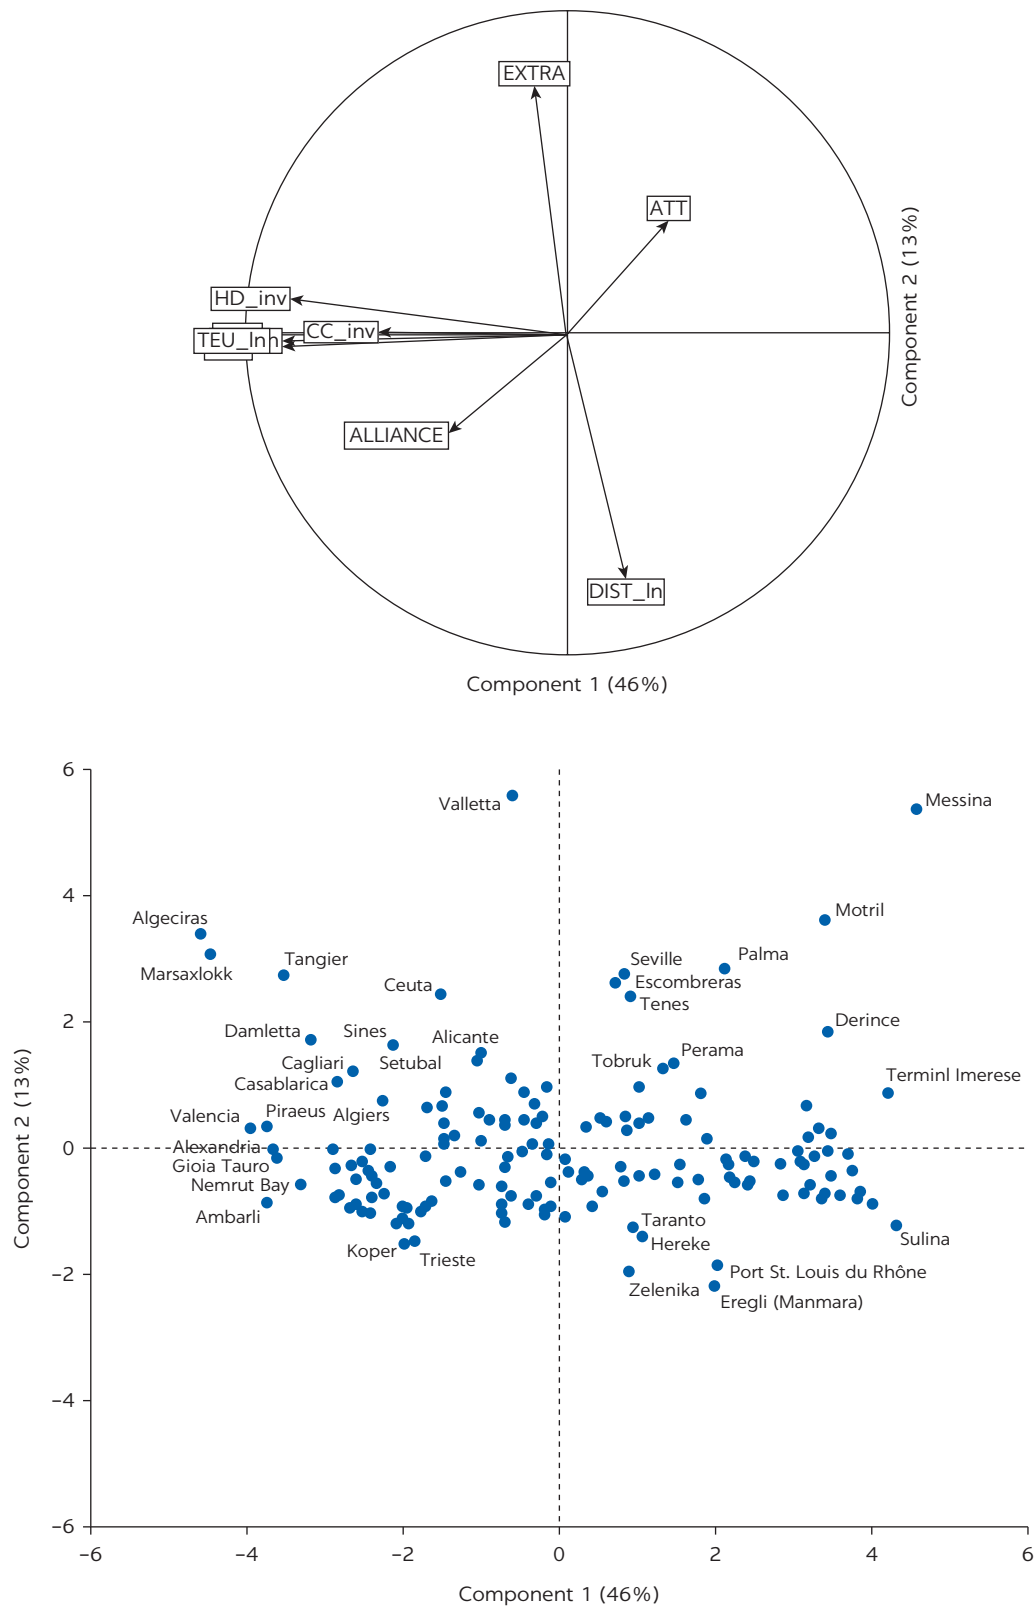 EXTRA
ATT
HD_inv
TEU_ln
CC_inv
ALLIANCE
DIST_ln
Component 2 (13%)
Component 1 (46%)
6
4
2
0
−2
−4
−6
−6
−4
−2
0
2
4
6
Component 2 (13%)
Component 1 (46%)
Valletta
Messina
Algeciras
Marsaxlokk
Tangier
Ceuta
Seville
Escombreras
Tenes
Palma
Motril
Damletta
Sines
Setubal
Alicante
Derince
Cagliari
Casablarica
Tobruk
Perama
Terminl Imerese
Valencia
Piraeus
Algiers
Alexandria
Gioia Tauro
Nemrut Bay
Ambarli
Koper
Trieste
Taranto
Hereke
Zelenika
Port St. Louis du Rhône
Eregli (Manmara)
Sulina